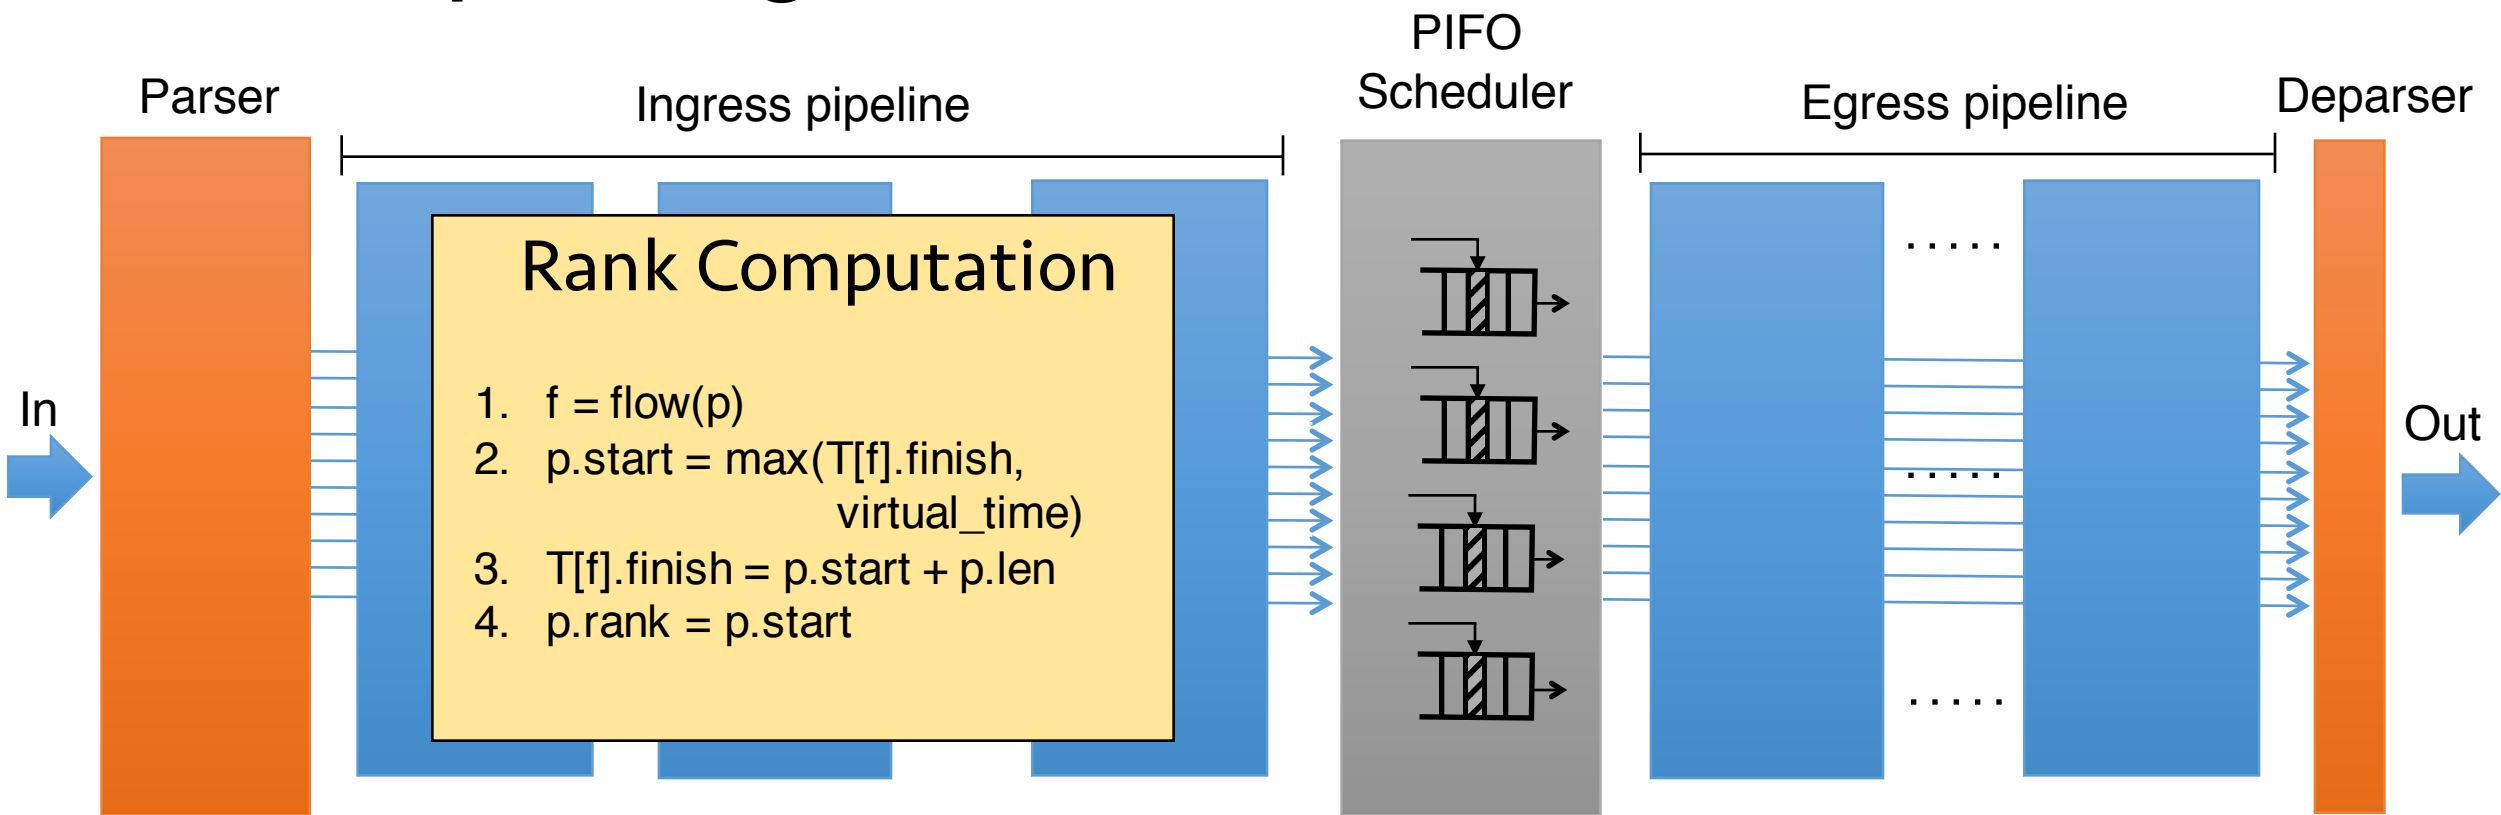 PIFO
Scheduler
Parser
Ingress pipeline
Egress pipeline
Deparser
Rank Computation
1. f = flow(p)
2. p.start = max(T[f].finish,
virtual_time)
3. T[f].finish = p.start + p.len
4. p.rank = p.start
In
Out
.....
.....
.....